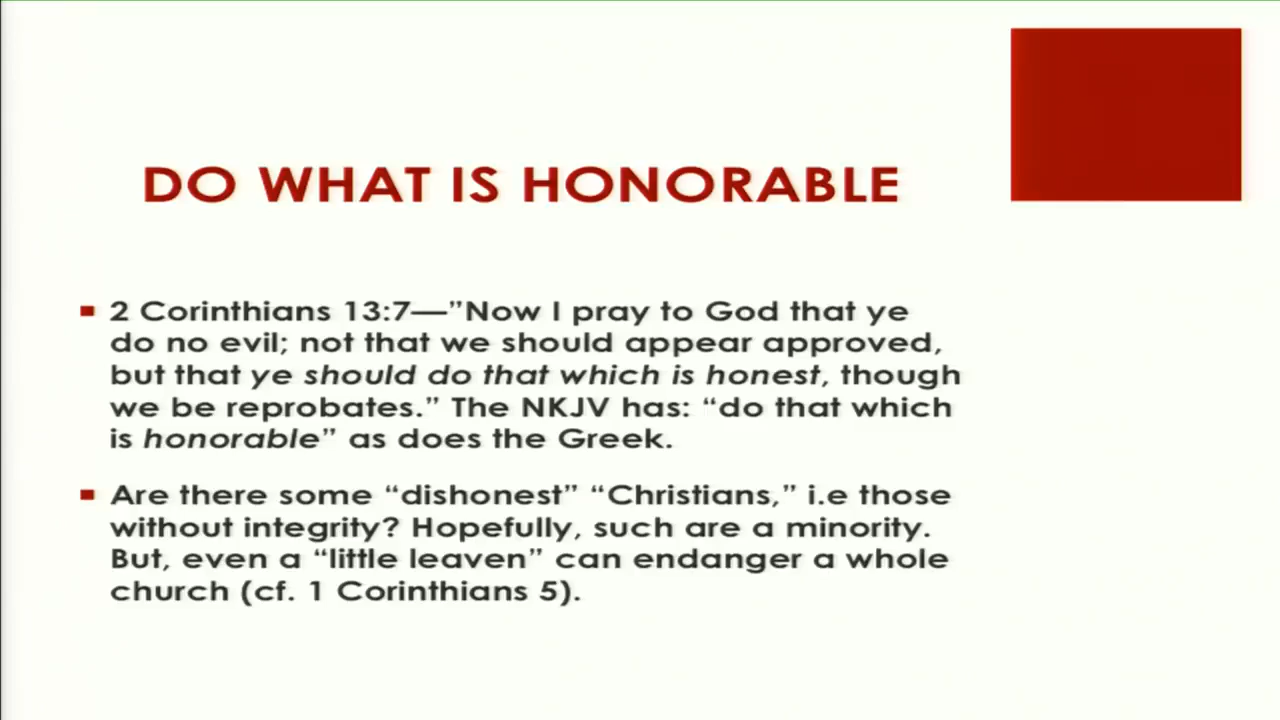 DO WHAT IS HONORABLE
2 Corinthians 13:7—”Now I pray to God that ye
do no evil; not that we should appear approved,
but that ye should do that which is honest, though
we be reprobates.” The NKJV has: “do that which
is honorable” as does the Greek.
Are there some “dishonest” “Christians,” i.e those
without integrity? Hopefully, such are a minority.
But, even a “little leaven” can endanger a whole
church (cf. 1 Corinthians 5).